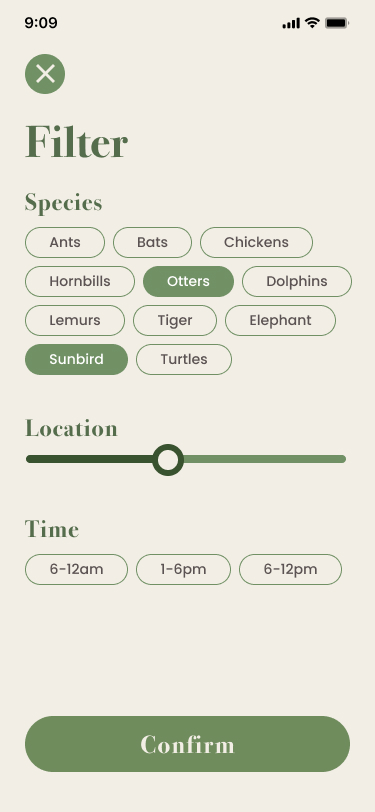 9:09
Filter
Species
Ants Bats Chickens
Hornbills Otters Dolphins
Lemurs Tiger Elephant
Sunbird Turtles
Location
Time
6-12am 1-6pm 6-12pm
Confirm